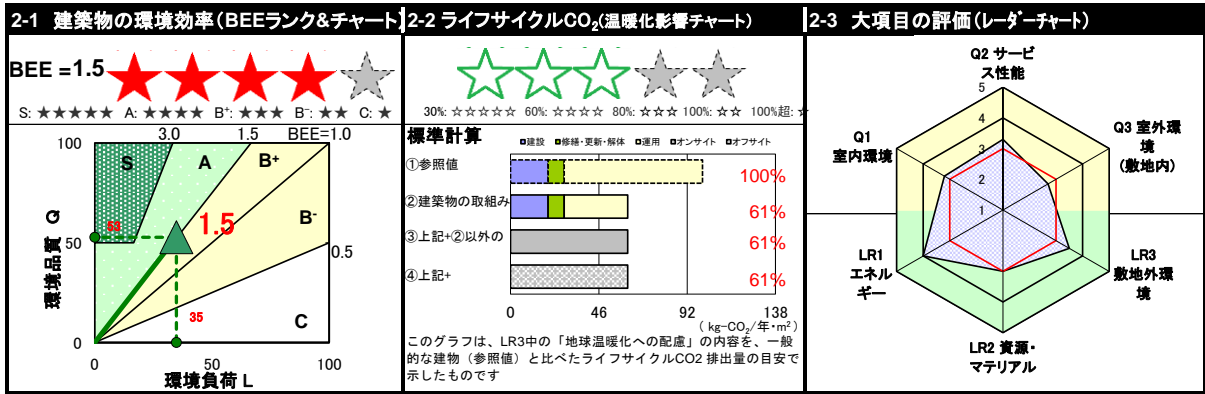 2-1 建築物の環境効率(BEEランク&チャート)
BEE =1.5
S: ★★★★★ A: ★★★★ B+: ★★★ B-: ★★ C: ★
3.0 1.5 BEE=1.0
100
S A B+
B-
53
1.5
50
0.5
環境品質 Q
35
C
0
0 50 100
環境負荷 L
2-2 ライフサイクルCO2(温暖化影響チャート)
30%: ☆☆☆☆☆ 60%: ☆☆☆☆ 80%: ☆☆☆ 100%: ☆☆ 100%超: ☆
標準計算
建設 修繕・更新・解体 運用 オンサイト オフサイト
①参照値 100%
②建築物の取組み 61%
③上記+②以外の 61%
④上記+ 61%
0 46 92 138
( kg-CO2/年・m²)
このグラフは、LR3中の「地球温暖化への配慮」の内容を、一般
的な建物(参照値)と比べたライフサイクルCO2 排出量の目安で
示したものです
2-3 大項目の評価(レーダーチャート)
Q2 サービ
ス性能
5
4
3
2
1
Q1
室内環境
Q3 室外環
境
(敷地内)
LR1
エネル
ギー
LR3
敷地外環
境
LR2 資源・
マテリアル